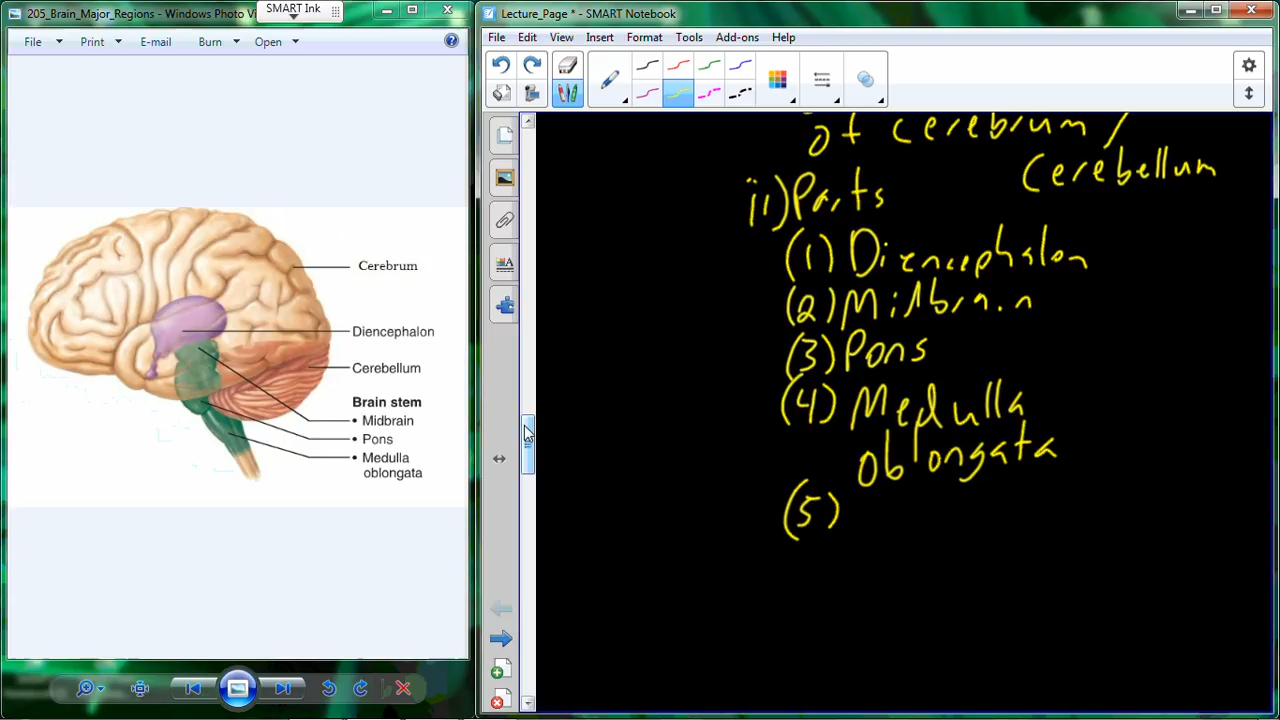 205_Brain_Major_Regions - Windows Photo Vi
SMART Ink
File Print E-mail Burn Open
Cerebrum
Diencephalon
Cerebellum
Brain stem
• Midbrain
• Pons
• Medulla
oblongata
Lecture_Page * - SMART Notebook
File Edit View Insert Format Tools Add-ons Help
of cerebrum/
cerebellum
ii) Parts
(1) Diencephalon
(2) Midbrain
(3) Pons
(4) Medulla
oblongata
(5)